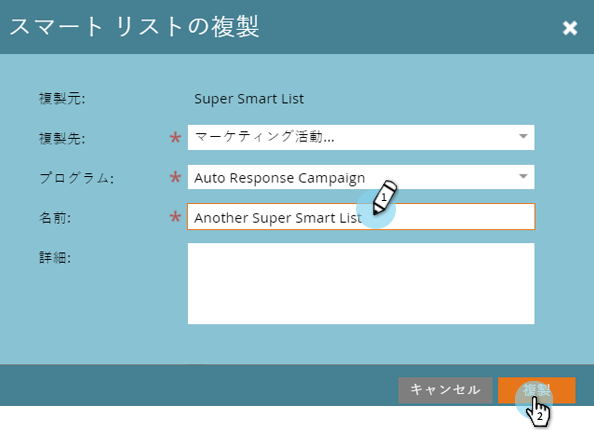 スマート リストの複製
複製元: Super Smart List
複製先: * マーケティング活動...
プログラム: * Auto Response Campaign
名前: * Another Super Smart List
詳細:
キャンセル 複製
1
2